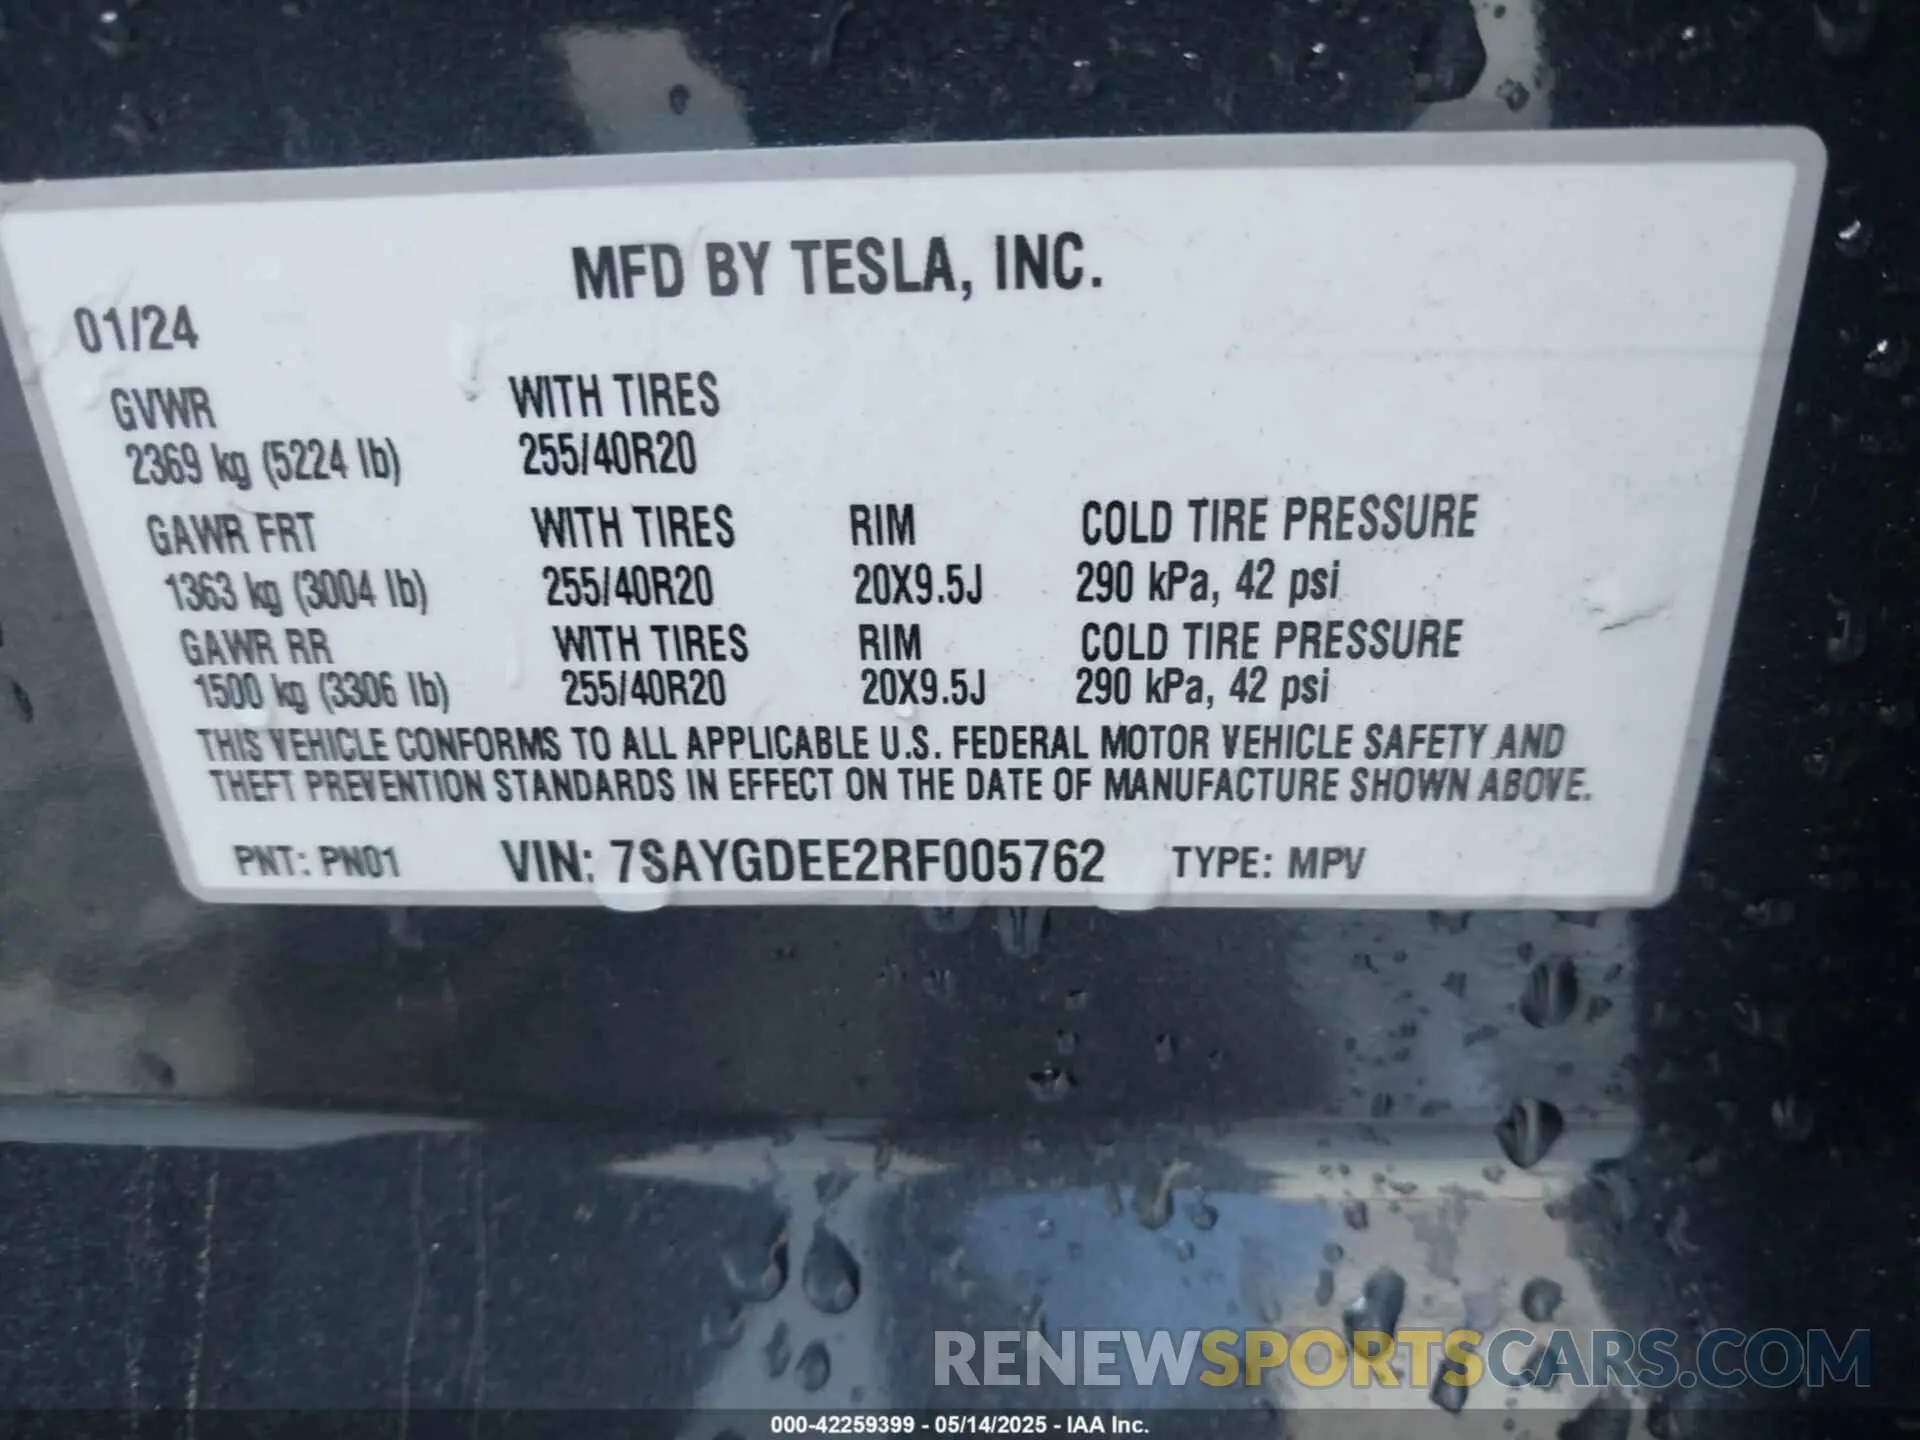 MFD BY TESLA, INC.
01/24
GVWR WITH TIRES
2369 kg (5224 lb) 255/40R20
GAWR FRT WITH TIRES RIM COLD TIRE PRESSURE
1363 kg (3004 lb) 255/40R20 20X9.5J 290 kPa, 42 psi
GAWR RR WITH TIRES RIM COLD TIRE PRESSURE
1500 kg (3306 lb) 255/40R20 20X9.5J 290 kPa, 42 psi
THIS VEHICLE CONFORMS TO ALL APPLICABLE U.S. FEDERAL MOTOR VEHICLE SAFETY AND
THEFT PREVENTION STANDARDS IN EFFECT ON THE DATE OF MANUFACTURE SHOWN ABOVE.
PNT: PN01 VIN: 7SAYGDEE2RF005762 TYPE: MPV
RENEWSPORTSCARS.COM
000-42259399 - 05/14/2025 - IAA Inc.